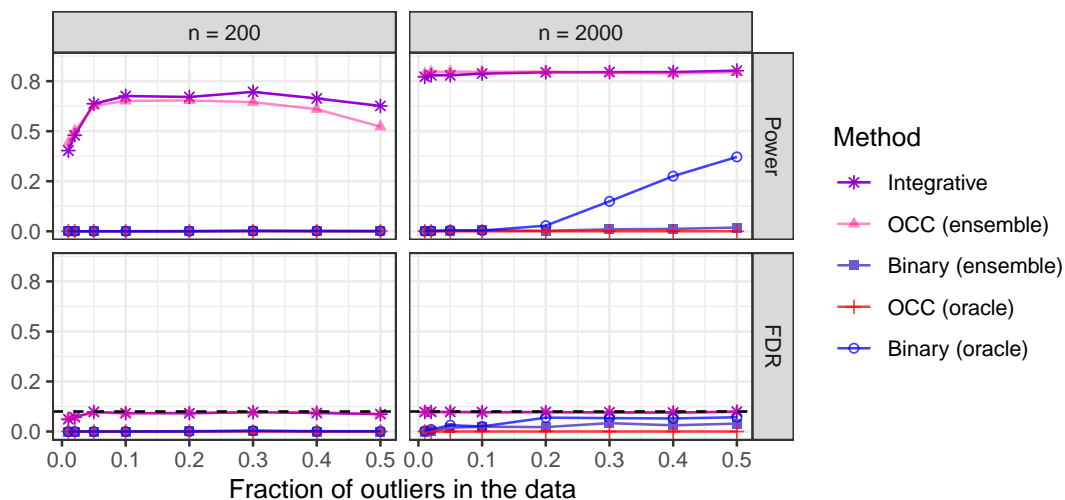 n = 200
n = 2000
0.8
0.5
0.2
0.0
Power
0.8
0.5
0.2
0.0
FDR
0.0 0.1 0.2 0.3 0.4 0.5
0.0 0.1 0.2 0.3 0.4 0.5
Fraction of outliers in the data
Method
Integrative
OCC (ensemble)
Binary (ensemble)
OCC (oracle)
Binary (oracle)